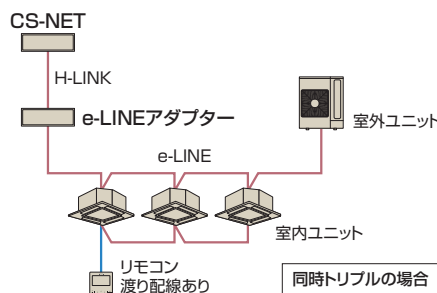 CS-NET
H-LINK
e-LINEアダプター
室外ユニット
e-LINE
室内ユニット
リモコン
渡り配線あり
同時トリプルの場合